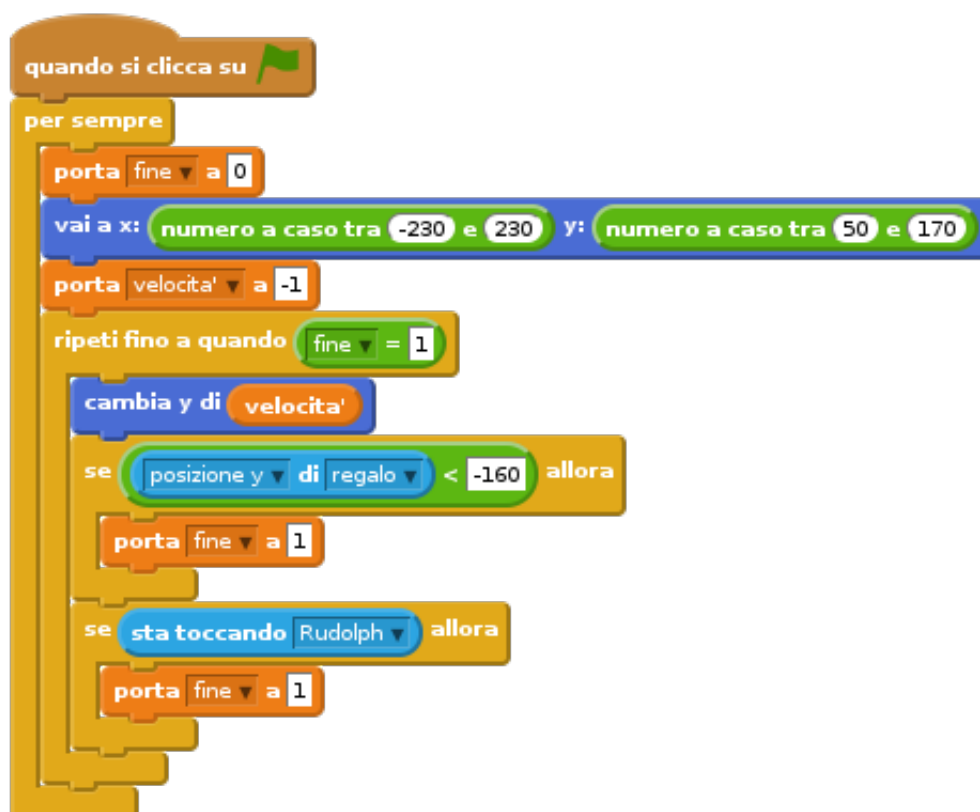 quando si clicca su
per sempre
porta fine a 0
vai a x: numero a caso tra -230 e 230 y: numero a caso tra 50 e 170
porta velocita' a -1
ripeti fino a quando fine = 1
cambia y di velocita'
se posizione y di regalo < -160 allora
porta fine a 1
se sta toccando Rudolph allora
porta fine a 1